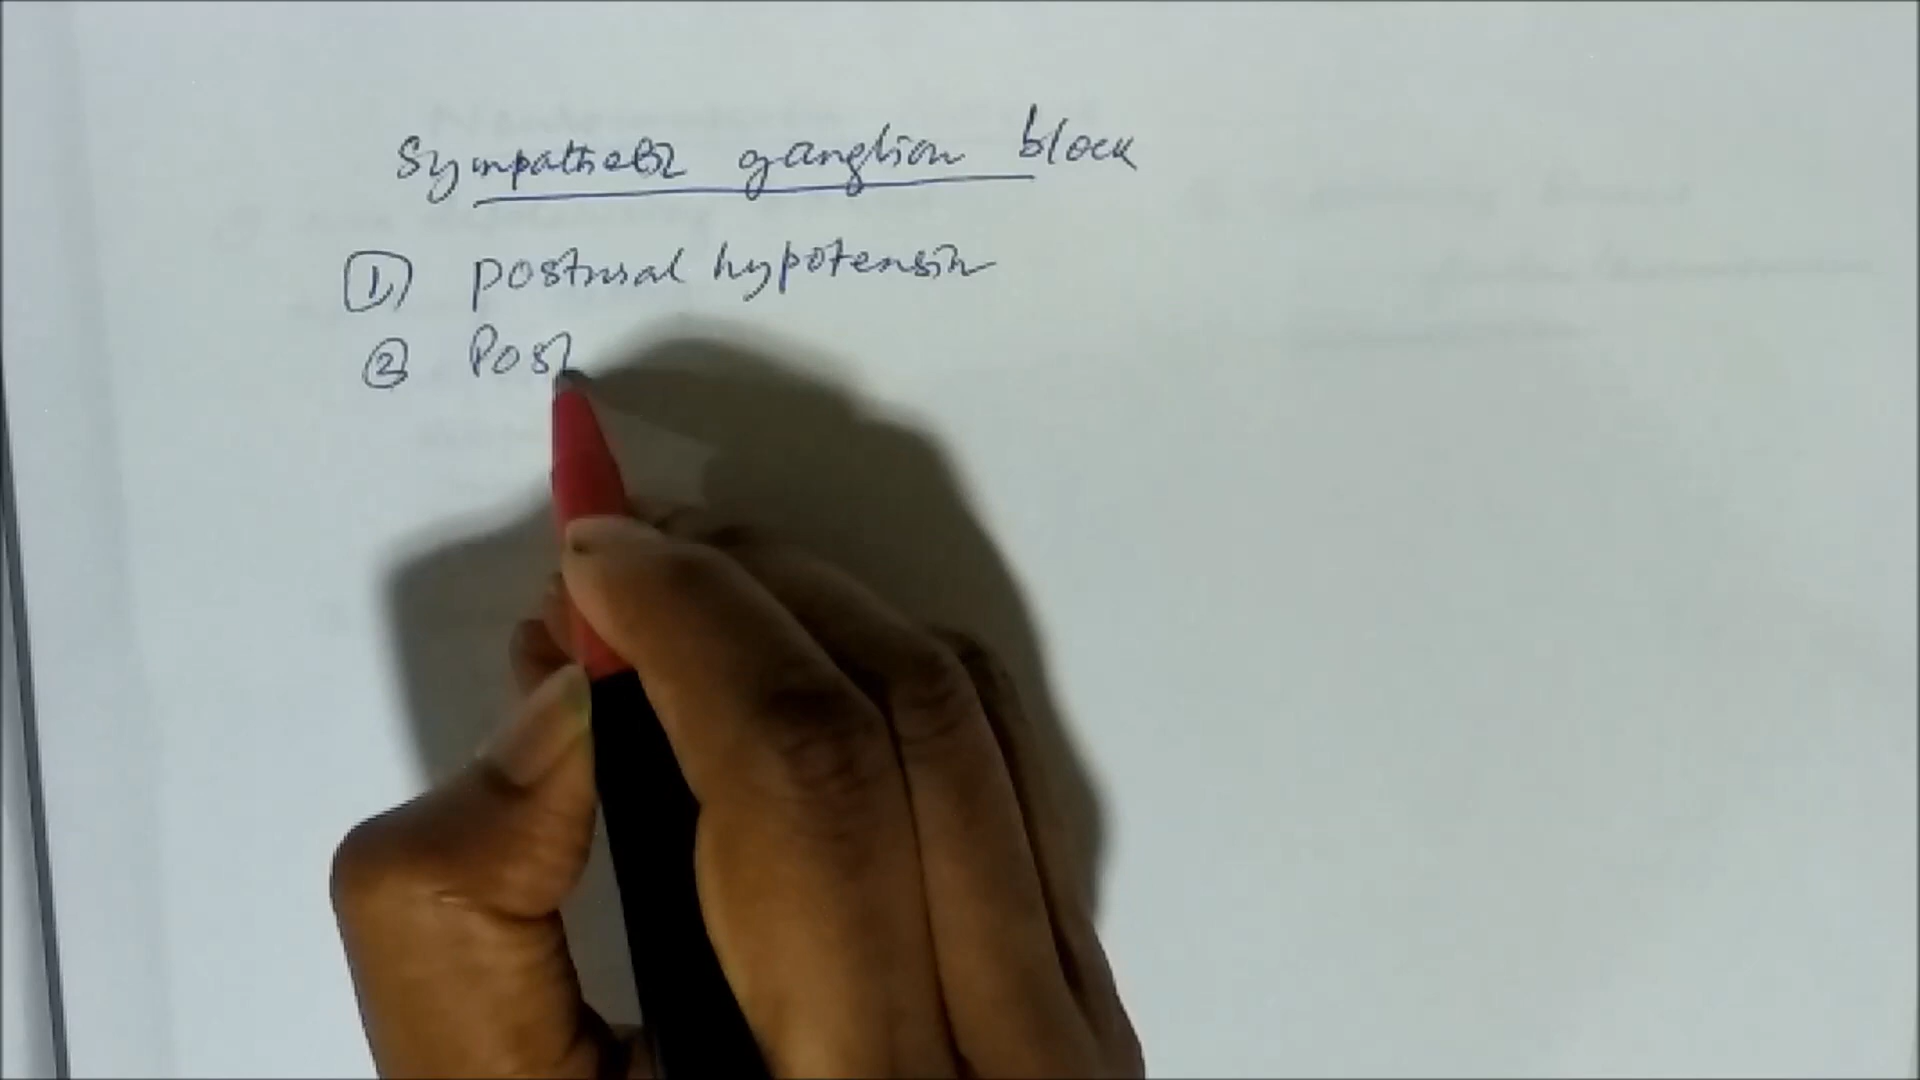 Sympathetic ganglion block
① postural hypotension
② Post